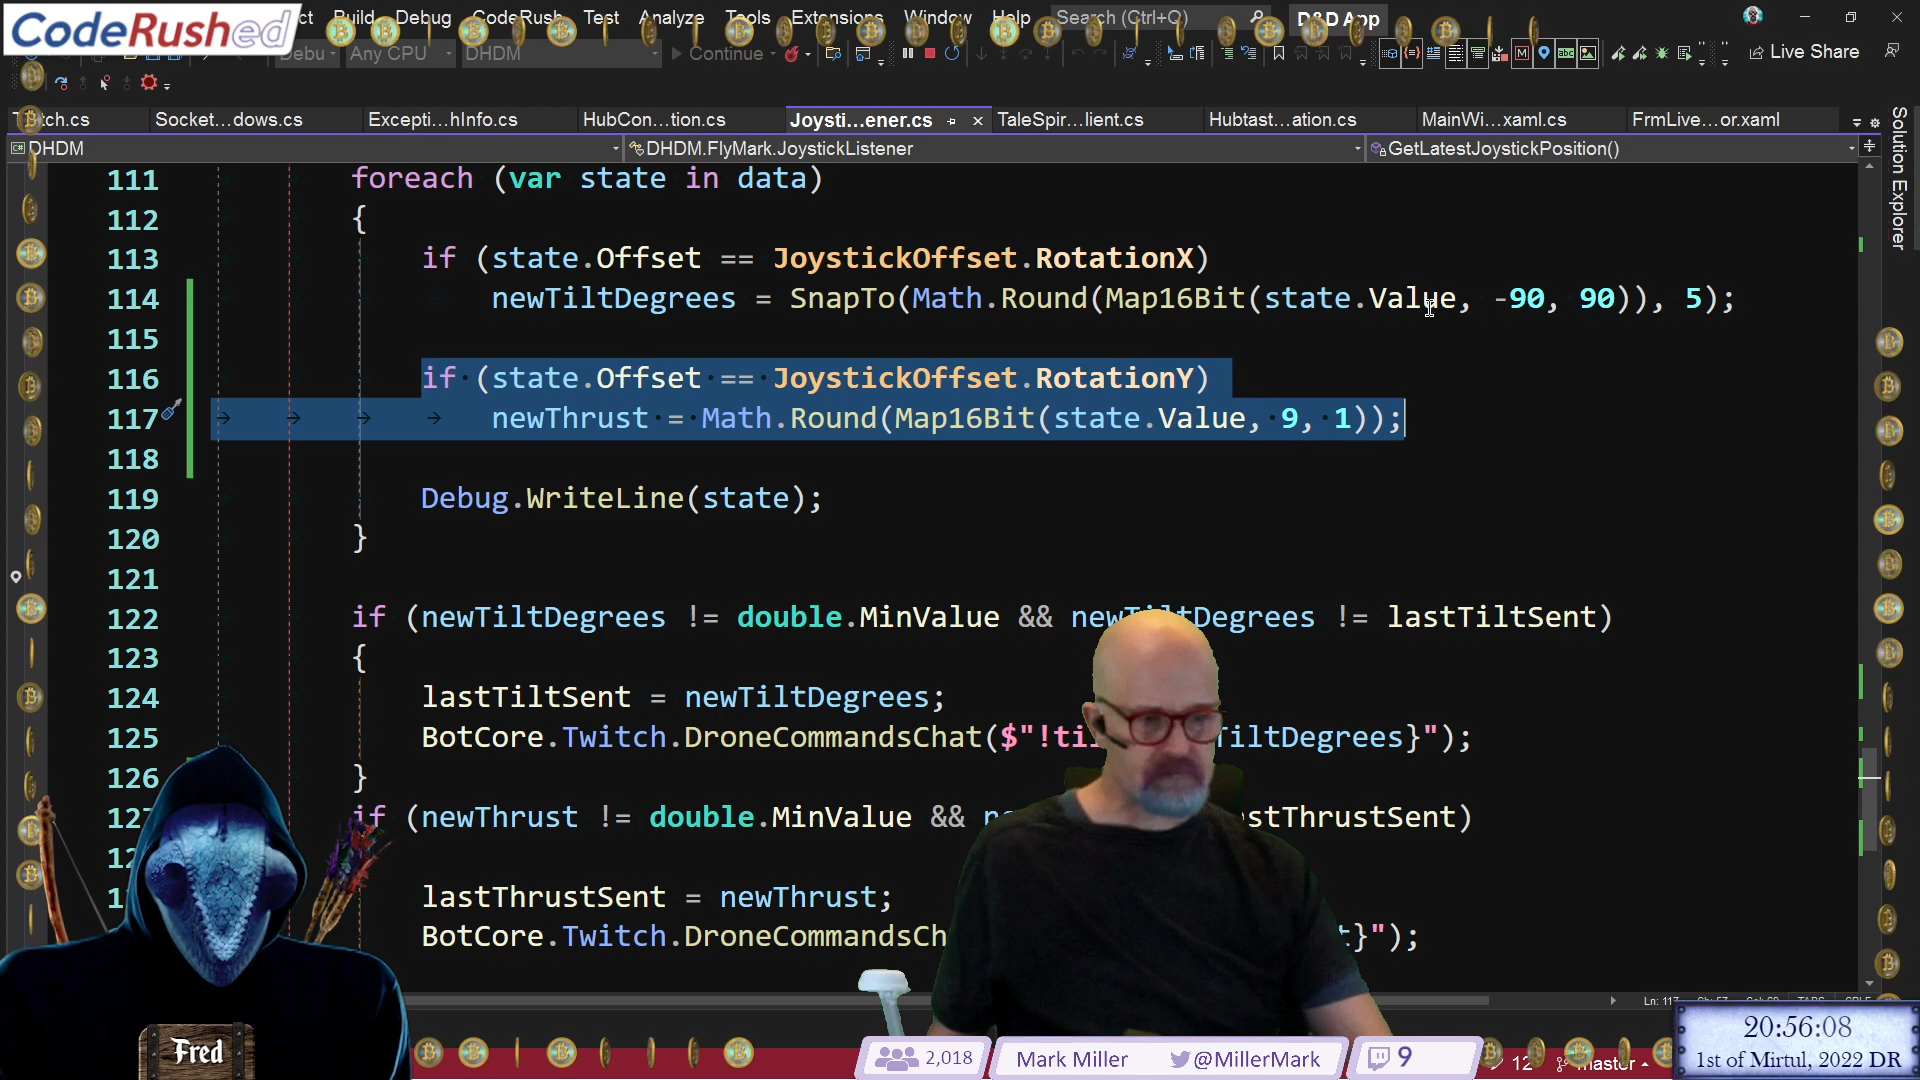 CodeRushed
Build Debug CodeRush Test Analyze Tools Extensions Window Help Search (Ctrl+Q) D&D App
Any CPU DHDM Continue Live Share
Socket...dows.cs Excepti...hInfo.cs HubCon...tion.cs Joysti...ener.cs TaleSpir...lient.cs Hubtast...ation.cs MainWi...xaml.cs FrmLive...or.xaml
DHDM DHDM.FlyMark.JoystickListener GetLatestJoystickPosition()
Solution Explorer
111 foreach (var state in data)
112 {
113 if (state.Offset == JoystickOffset.RotationX)
114 newTiltDegrees = SnapTo(Math.Round(Map16Bit(state.Value, -90, 90)), 5);
115
116 if (state.Offset == JoystickOffset.RotationY)
117 newThrust = Math.Round(Map16Bit(state.Value, 9, 1));
118
119 Debug.WriteLine(state);
120 }
121
122 if (newTiltDegrees != double.MinValue && newTiltDegrees != lastTiltSent)
123 {
124 lastTiltSent = newTiltDegrees;
125 BotCore.Twitch.DroneCommandsChat($"!ti TiltDegrees}");
126 }
if (newThrust != double.MinValue && stThrustSent)
lastThrustSent = newThrust;
BotCore.Twitch.DroneCommandsCh }");
Fred
2,018 Mark Miller @MillerMark 9
20:56:08
1st of Mirtul, 2022 DR
master